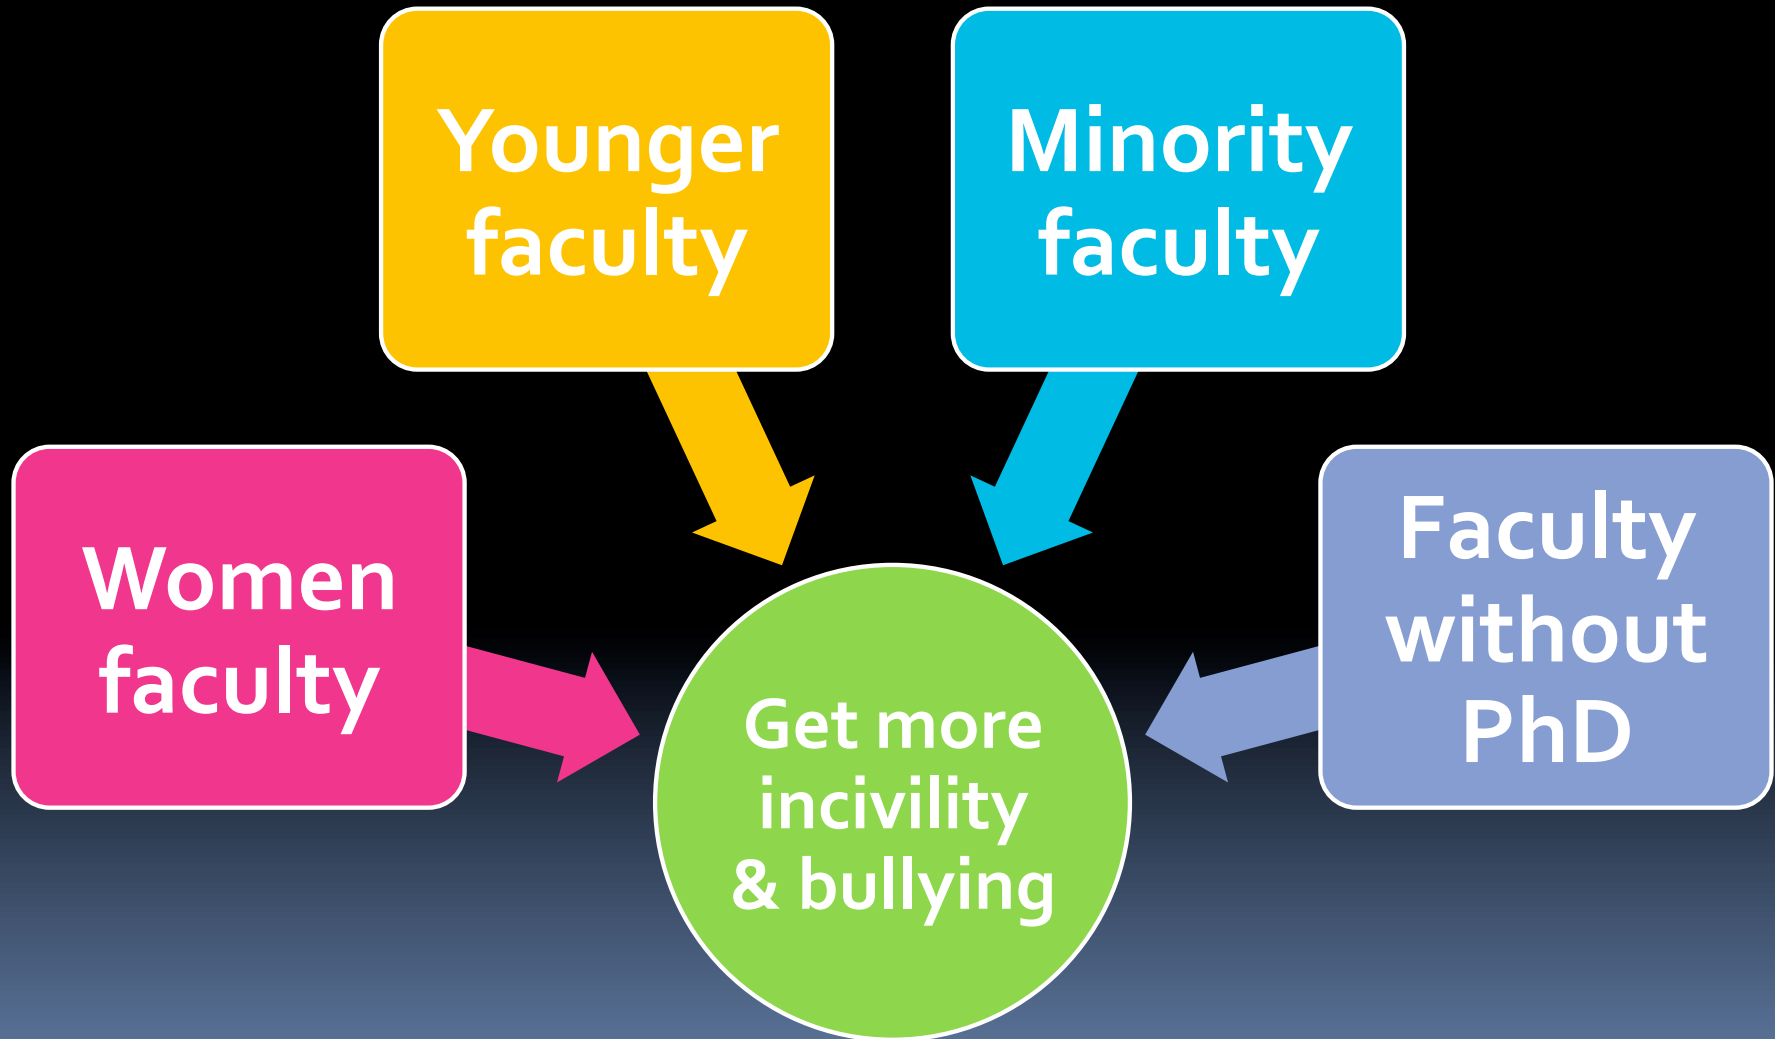 Younger
faculty
Minority
faculty
Women
faculty
Faculty
without
PhD
Get more
incivility
& bullying